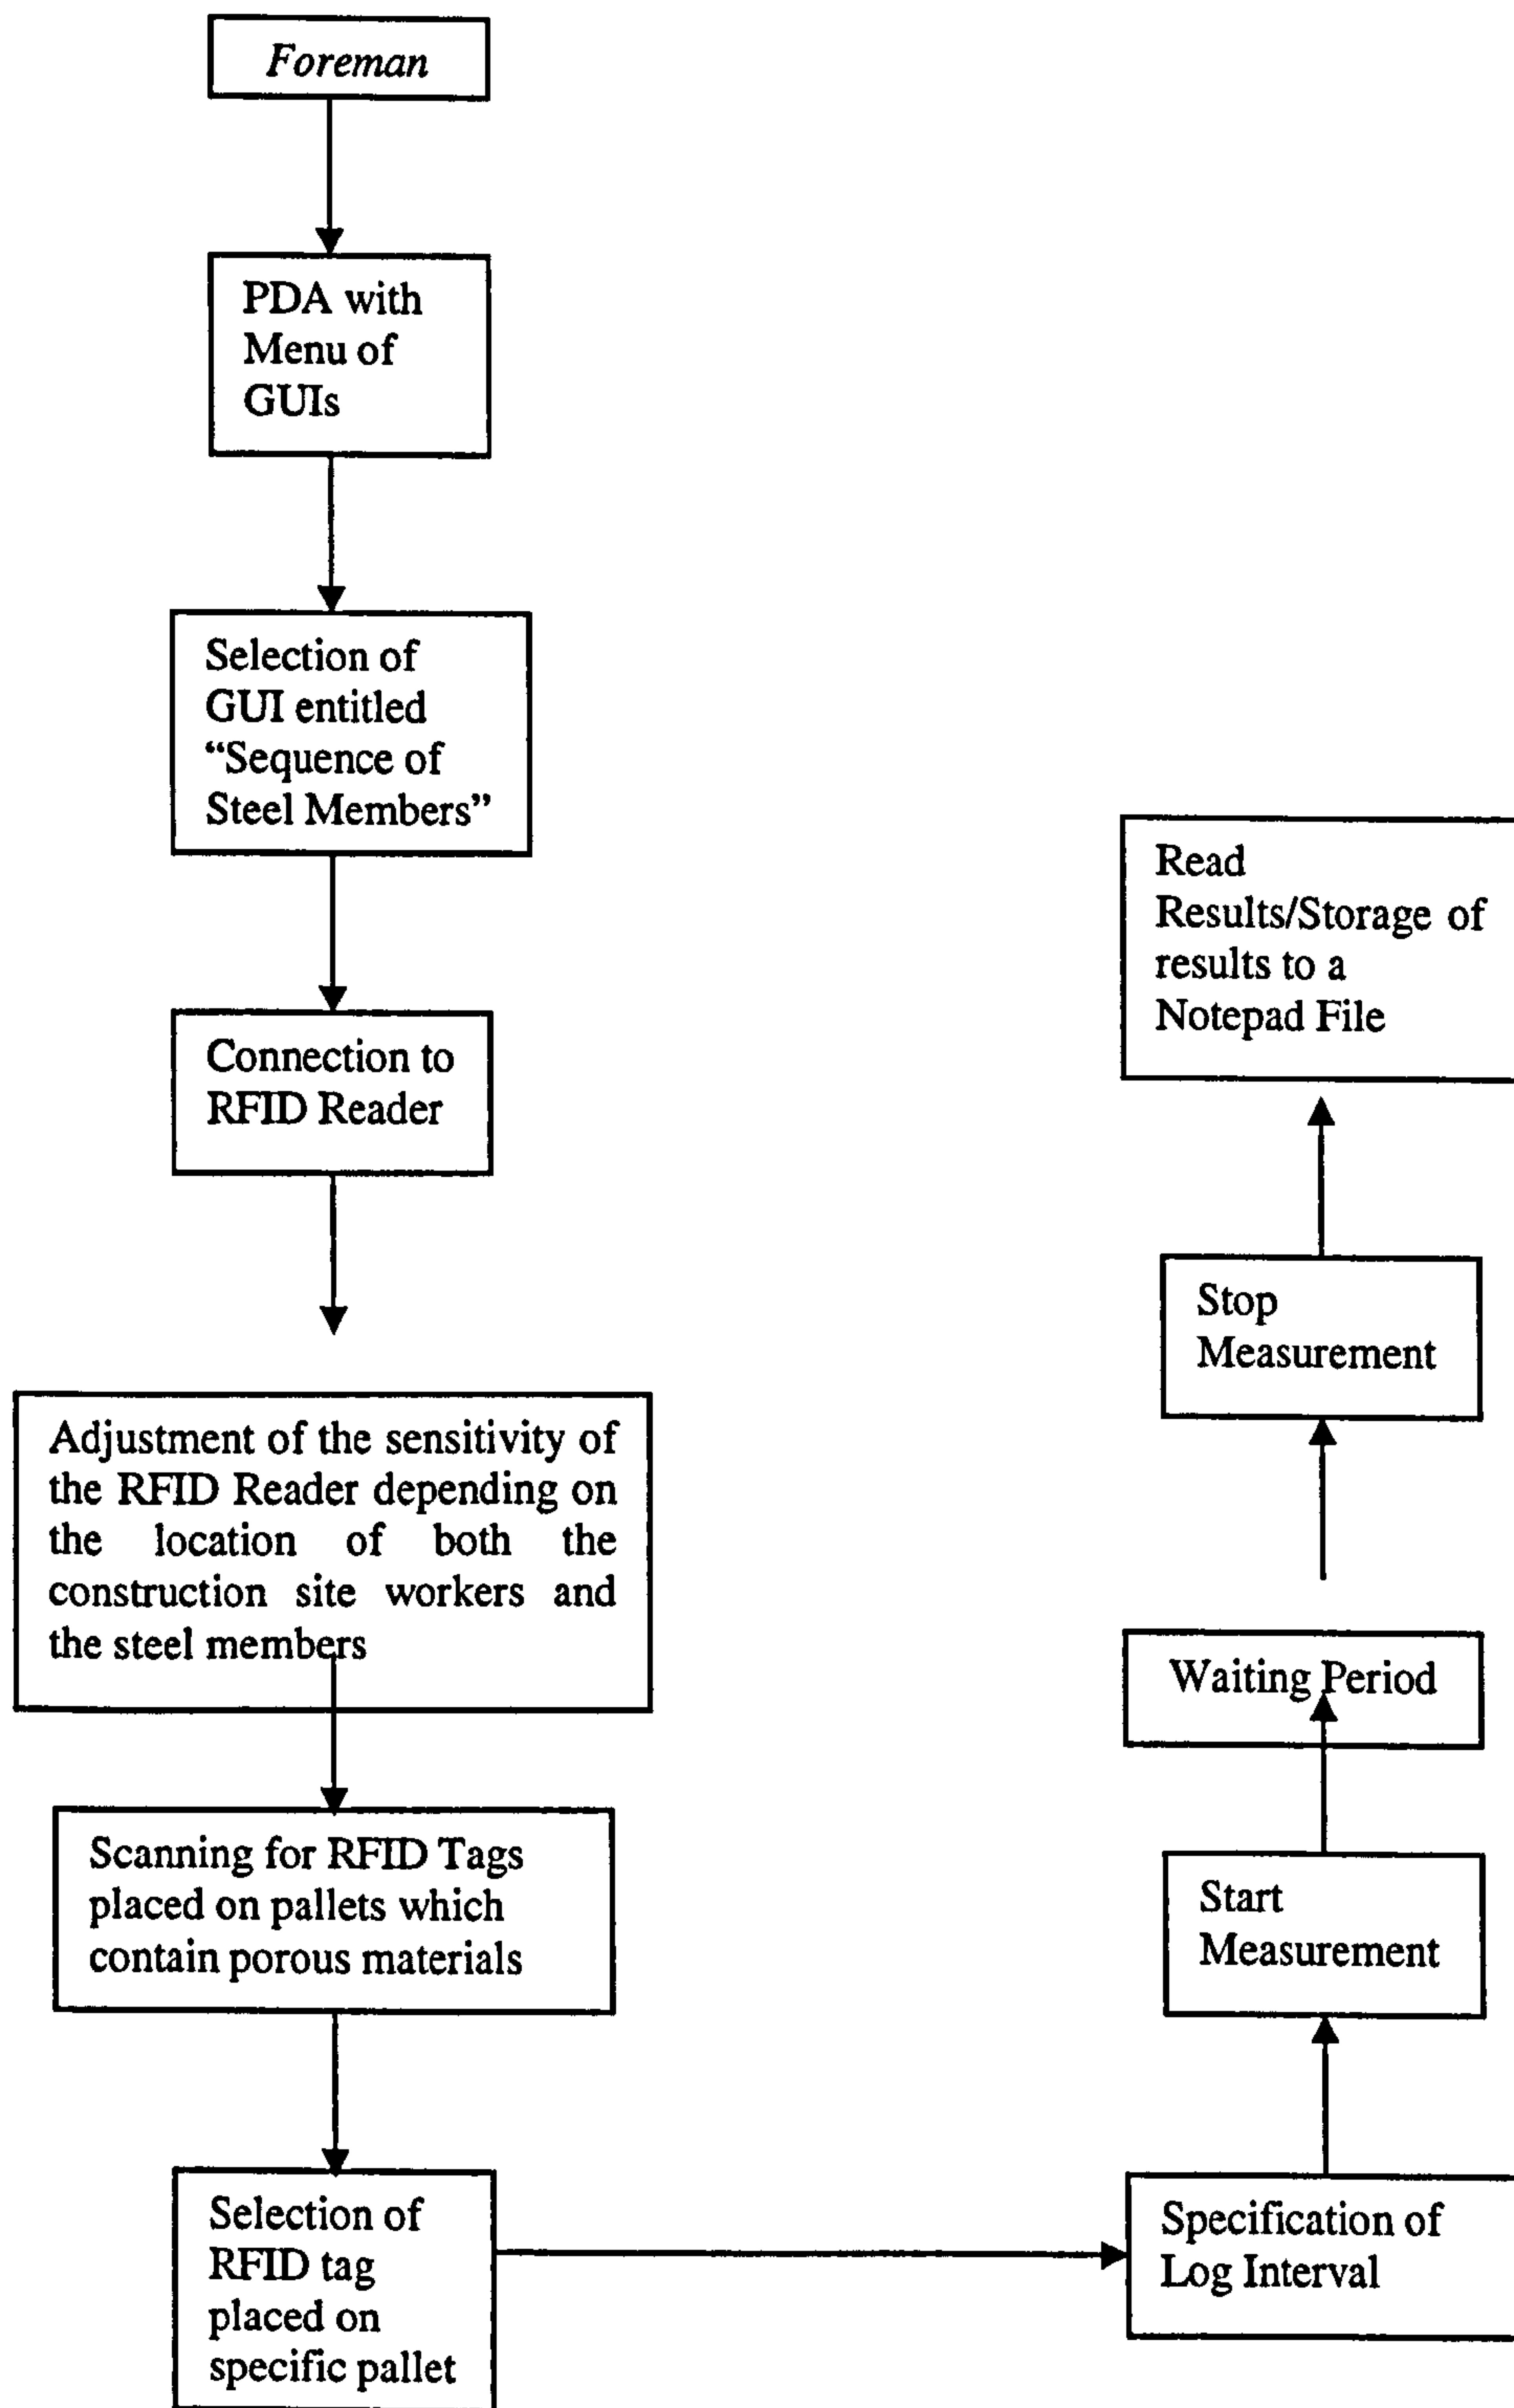 Foreman
PDA with
Menu of
GUIs
Selection of
GUI entitled
“Sequence of
Steel Members”
Connection to
RFID Reader
Adjustment of the sensitivity of
the RFID Reader depending on
the location of both the
construction site workers and
the steel members
Scanning for RFID Tags
placed on pallets which
contain porous materials
Selection of
RFID tag
placed on
specific pallet
Specification of
Log Interval
Start
Measurement
Waiting Period
Stop
Measurement
Read
Results/Storage of
results to a
Notepad File